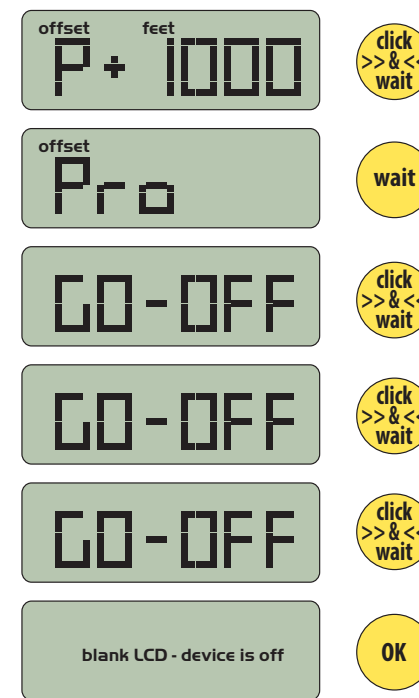 offset feet
P+ 1000
click
>> & <<
wait
offset
Pro
wait
GO-OFF
click
>> & <<
wait
GO-OFF
click
>> & <<
wait
GO-OFF
click
>> & <<
wait
blank LCD - device is off
OK